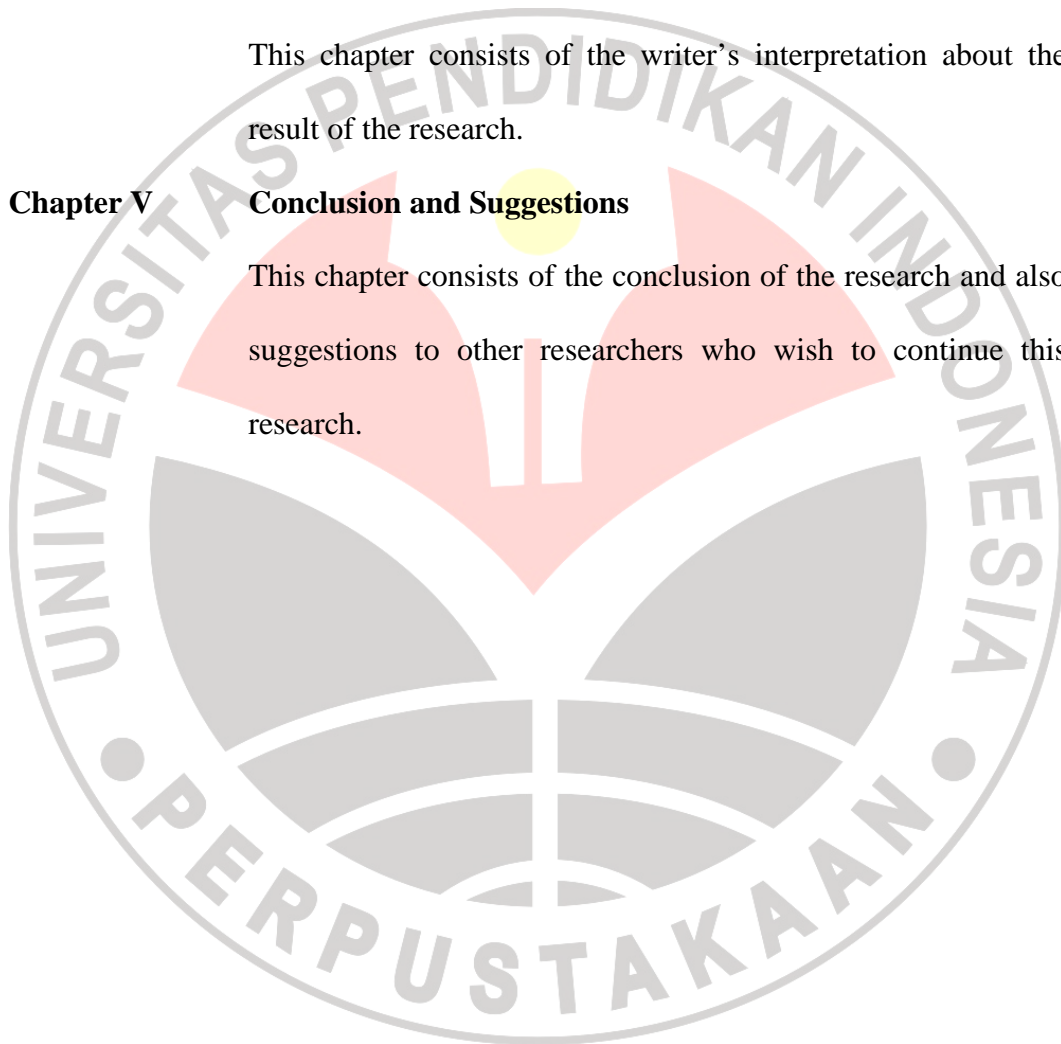 This chapter consists of the writer's interpretation about the
result of the research.
Chapter V Conclusion and Suggestions
This chapter consists of the conclusion of the research and also
suggestions to other researchers who wish to continue this
research.
UNIVERSITAS PENDIDIKAN INDONESIA
PERPUSTAKAAN